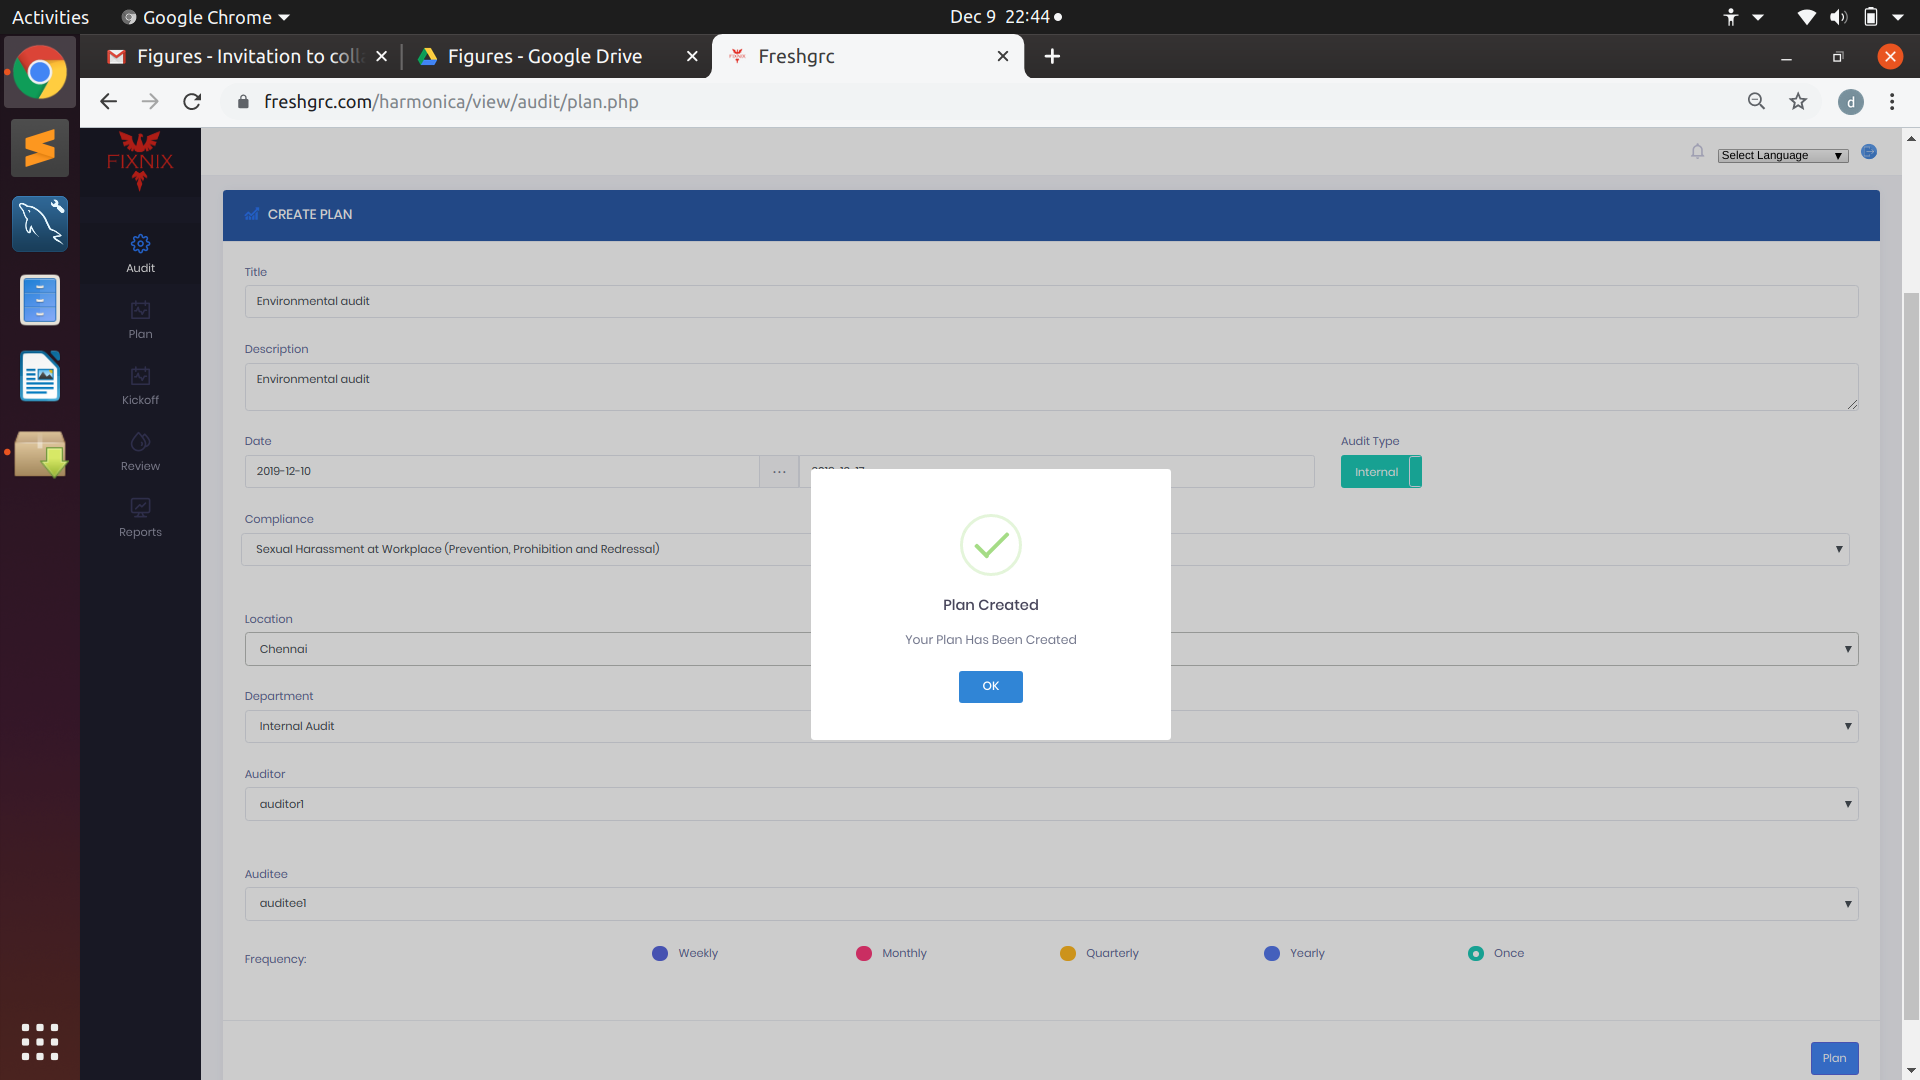 Activities
Google Chrome
Dec 9 22:44
Figures - Invitation to coll
Figures - Google Drive
Freshgrc
freshgrc.com/harmonica/view/audit/plan.php
d
FIXNIX
Select Language
CREATE PLAN
Audit
Plan
Kickoff
Review
Reports
Title
Environmental audit
Description
Environmental audit
Date
Audit Type
2019-12-10
...
Internal
Compliance
Sexual Harassment at Workplace (Prevention, Prohibition and Redressal)
Plan Created
Your Plan Has Been Created
OK
Location
Chennai
Department
Internal Audit
Auditor
auditor1
Auditee
auditee1
Frequency:
Weekly
Monthly
Quarterly
Yearly
Once
Plan